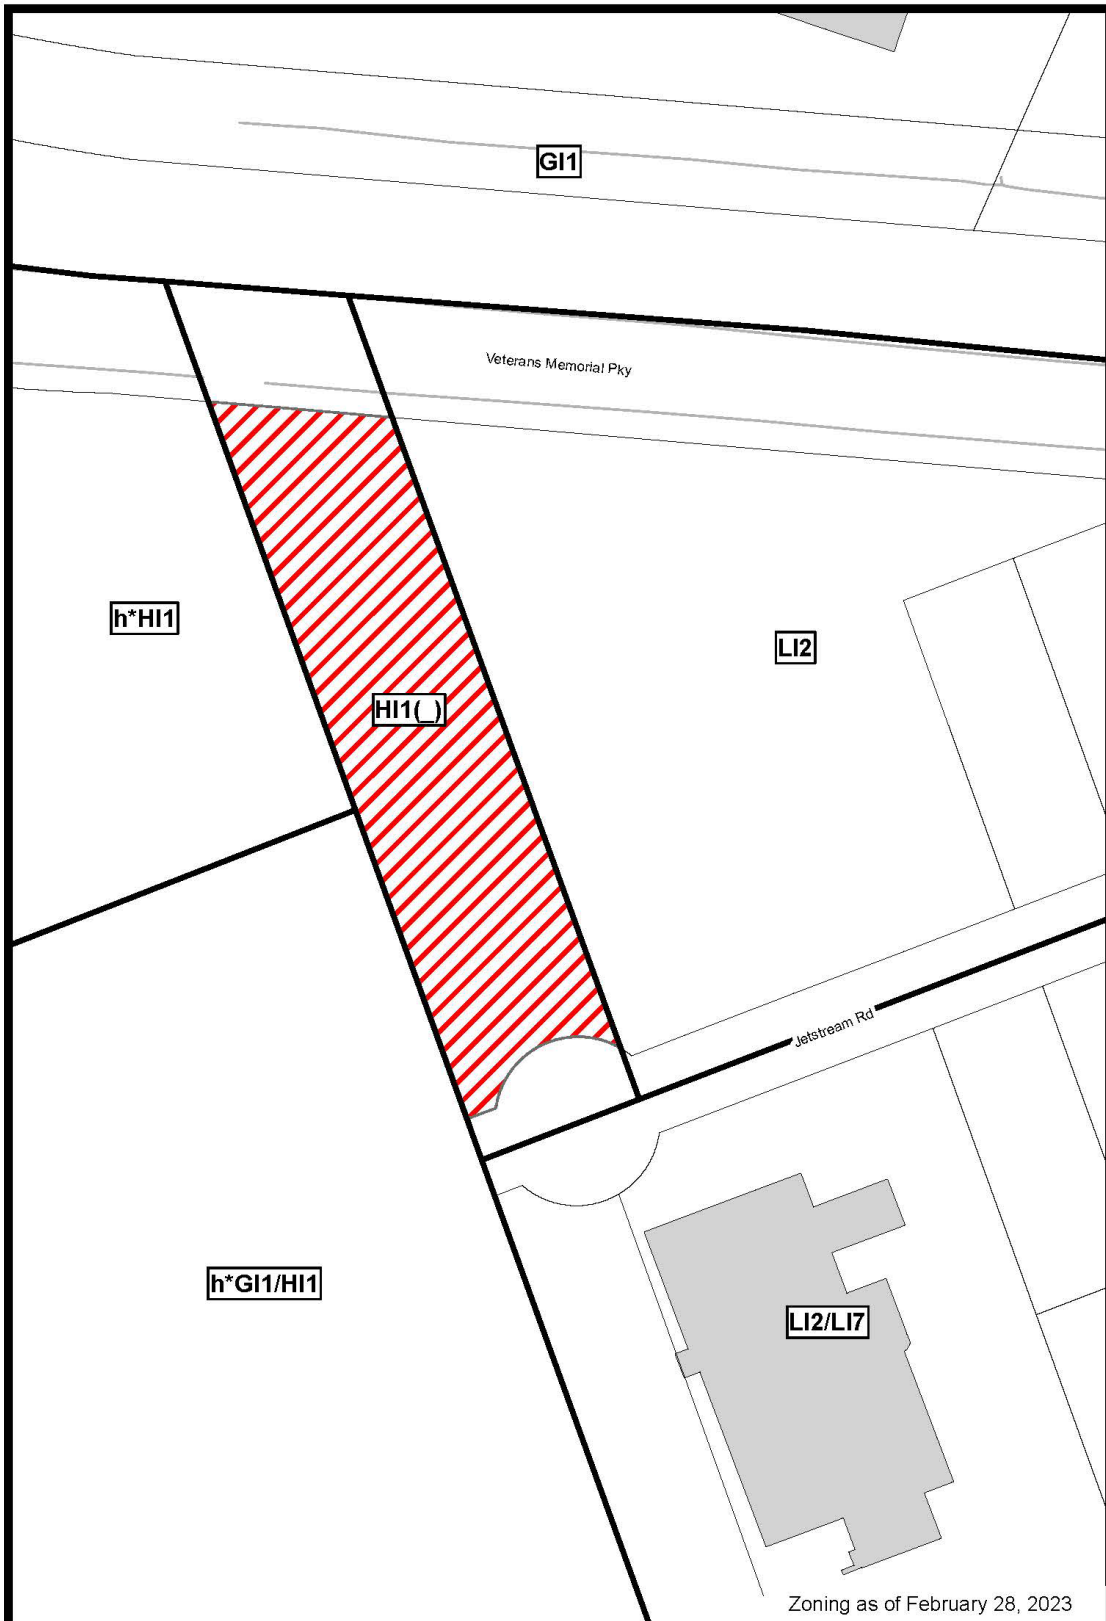 GI1
Veterans Memorial Pky
h*HI1
LI2
HI1(_)
Jetstream Rd
h*GI1/HI1
LI2/LI7
Zoning as of February 28, 2023